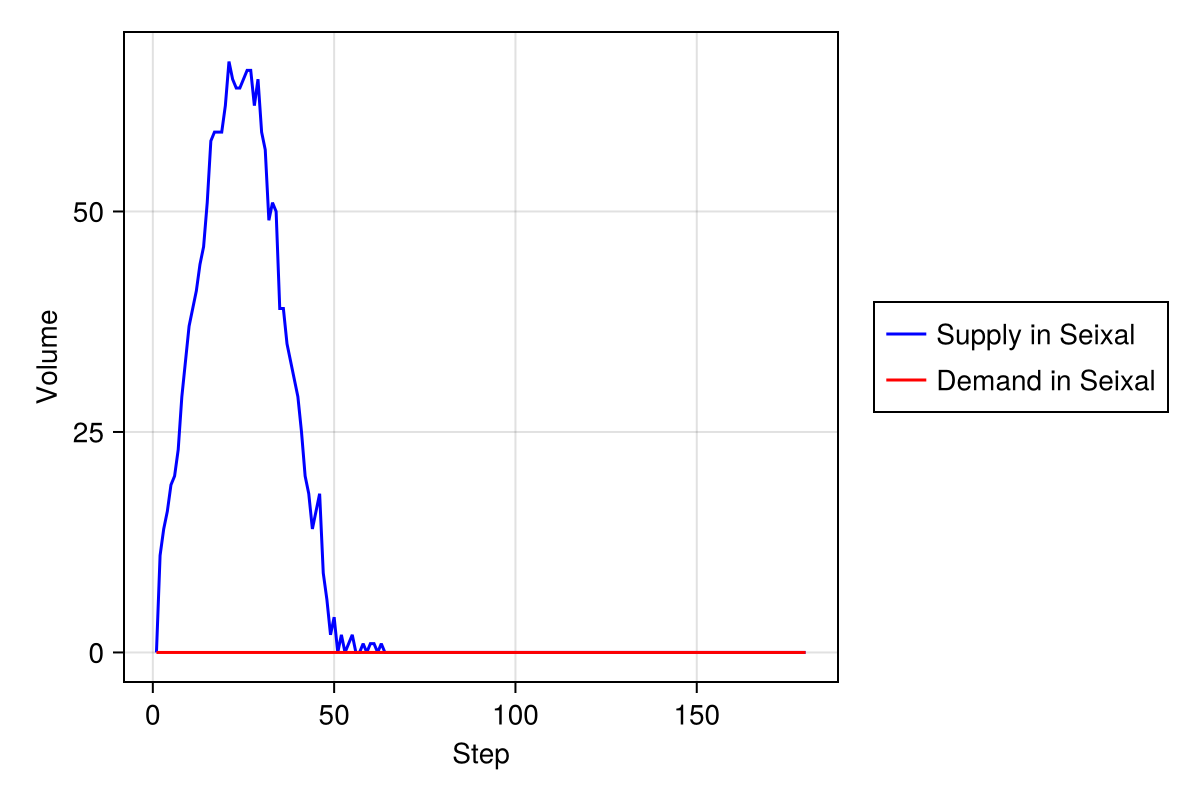 Volume
50
25
0
0 50 100 150
Step
Supply in Seixal
Demand in Seixal